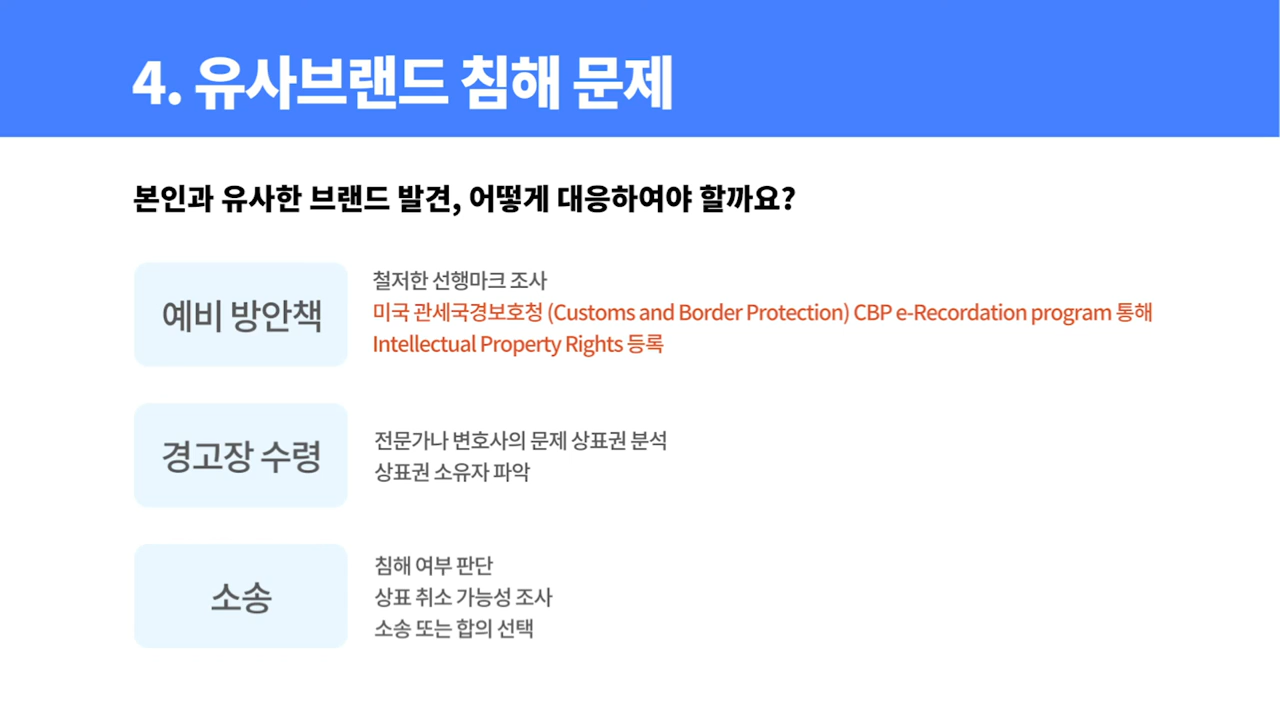 4. 유사브랜드 침해 문제
본인과 유사한 브랜드 발견, 어떻게 대응하여야 할까요?
예비 방안책
철저한 선행마크 조사
미국 관세국경보호청 (Customs and Border Protection) CBP e-Recordation program 통해
Intellectual Property Rights 등록
경고장 수령
전문가나 변호사의 문제 상표권 분석
상표권 소유자 파악
소송
침해 여부 판단
상표 취소 가능성 조사
소송 또는 합의 선택